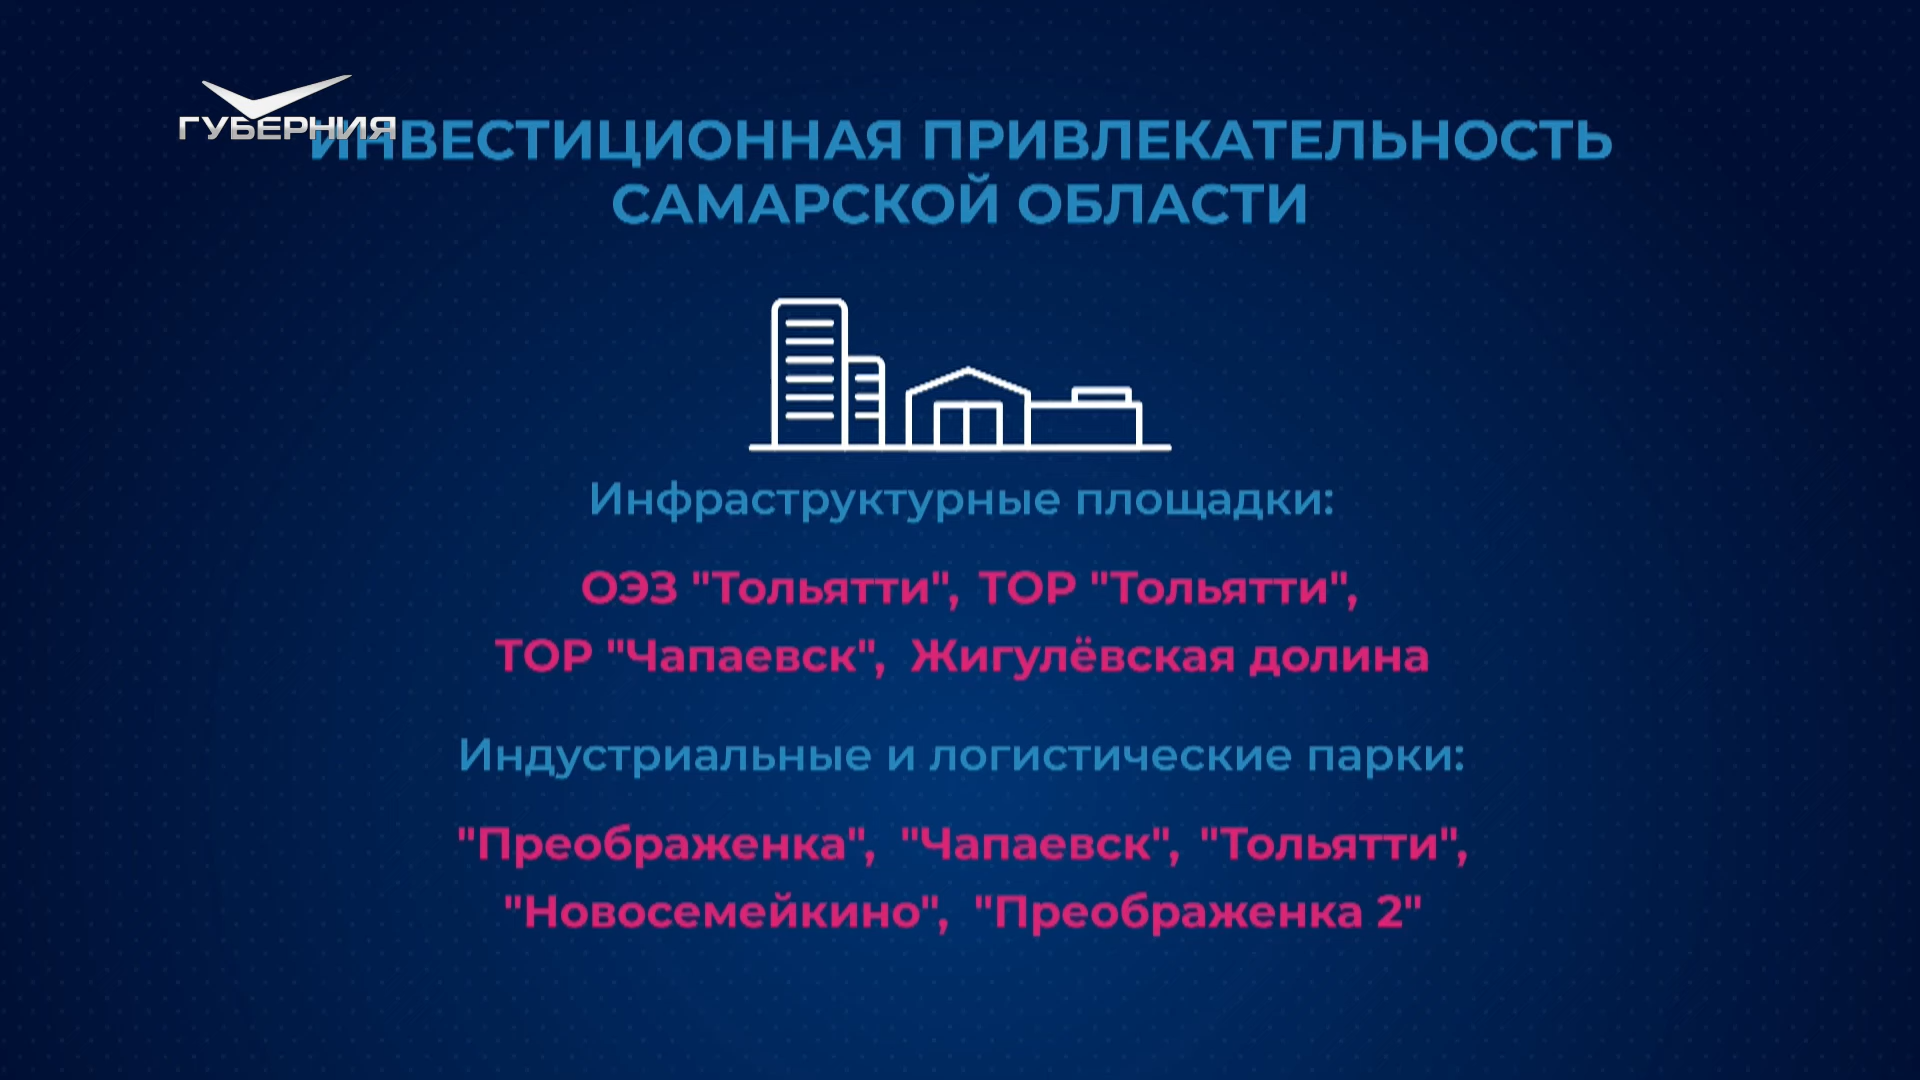 ГУБЕРНИЯ
ИНВЕСТИЦИОННАЯ ПРИВЛЕКАТЕЛЬНОСТЬ
САМАРСКОЙ ОБЛАСТИ
Инфраструктурные площадки:
ОЭЗ "Тольятти", ТОР "Тольятти",
ТОР "Чапаевск", Жигулёвская долина
Индустриальные и логистические парки:
"Преображенка", "Чапаевск", "Тольятти",
"Новосемейкино", "Преображенка 2"